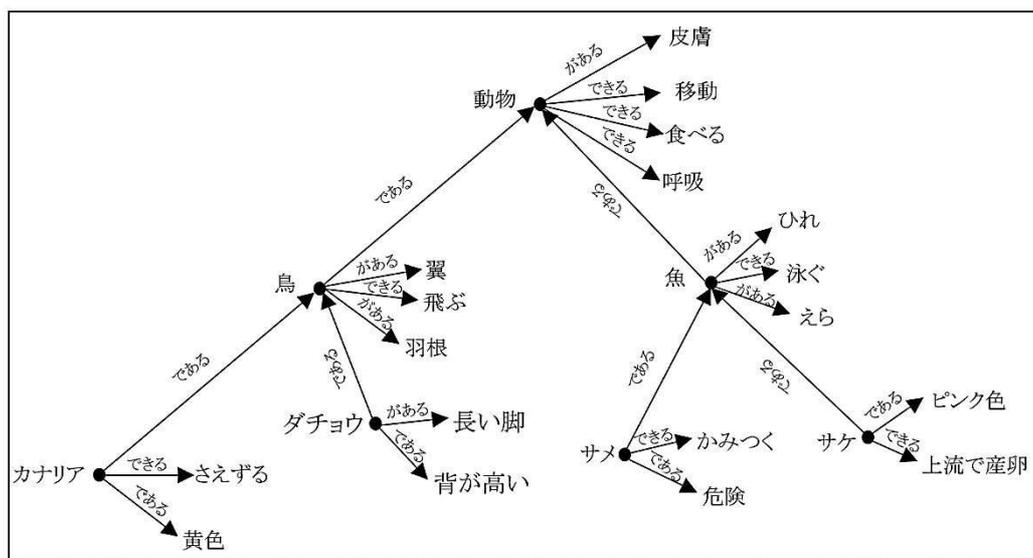 皮膚
がある
動物
できる
移動
できる
食べる
できる
呼吸
である
である
ひれ
がある
できる
泳ぐ
魚
がある
えら
鳥
がある
翼
できる
飛ぶ
がある
羽根
である
である
である
である
ダチョウ
がある
長い脚
である
背が高い
カナリア
できる
さえずる
である
黄色
サメ
できる
かみつく
である
危険
サケ
である
ピンク色
できる
上流で産卵